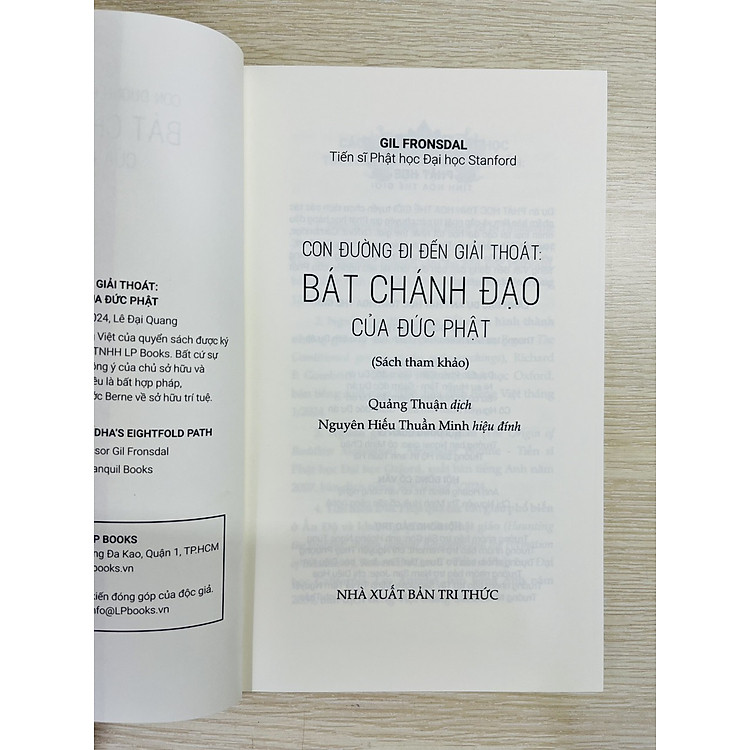 GIẢI THOÁT:
ỦA ĐỨC PHẬT
024, Lê Đại Quang
Việt của quyển sách được ký
TNHH LP Books. Bất cứ sự
ồng ý của chủ sở hữu và
ều là bất hợp pháp,
ớc Berne về sở hữu trí tuệ.
DHA'S EIGHTFOLD PATH
sor Gil Fronsdal
anquil Books
P BOOKS
ng Đa Kao, Quận 1, TP.HCM
books.vn
kiến đóng góp của độc giả.
nfo@LPbooks.vn
GIL FRONSDAL
Tiến sĩ Phật học Đại học Stanford
CON ĐƯỜNG ĐI ĐẾN GIẢI THOÁT:
BÁT CHÁNH ĐẠO
CỦA ĐỨC PHẬT
(Sách tham khảo)
Quảng Thuận dịch
Nguyên Hiếu Thuần Minh hiệu đính
NHÀ XUẤT BẢN TRI THỨC